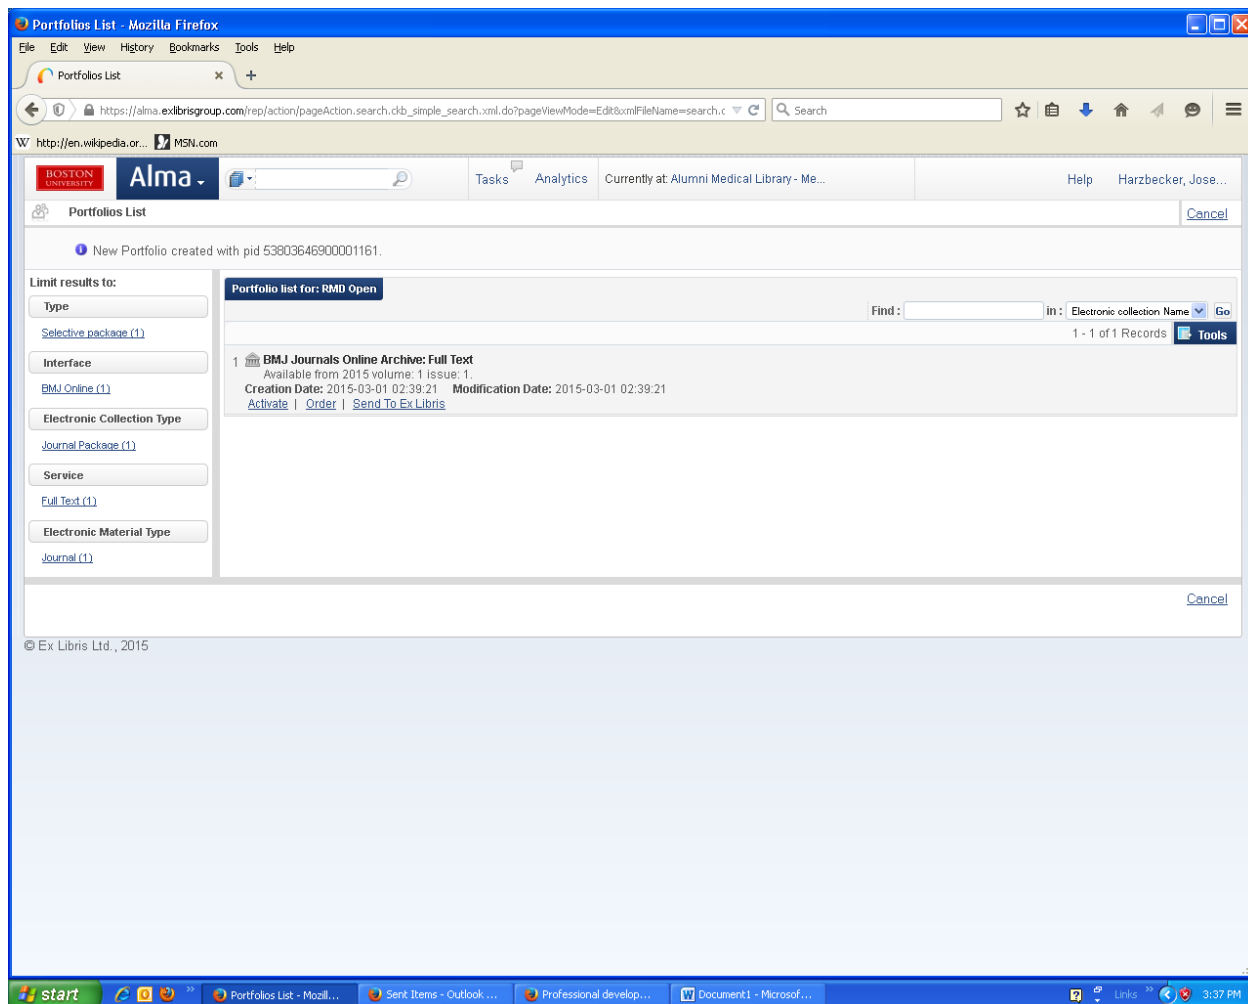 Portfolios List - Mozilla Firefox
File Edit View History Bookmarks Tools Help
Portfolios List × +
https://alma.exlibrisgroup.com/rep/action/pageAction.search.ckb_simple_search.xml.do?pageViewMode=Edit&xmlFileName=search.c Search
W http://en.wikipedia.or... MSN.com
BOSTON UNIVERSITY Alma Tasks Analytics Currently at: Alumni Medical Library - Me... Help Harzbecker, Jose...
Portfolios List Cancel
New Portfolio created with pid 53803646900001161.
Limit results to:
Type
Selective package (1)
Interface
BMJ Online (1)
Electronic Collection Type
Journal Package (1)
Service
Full Text (1)
Electronic Material Type
Journal (1)
Portfolio list for: RMD Open
Find : in : Electronic collection Name Go
1 - 1 of 1 Records Tools
1 BMJ Journals Online Archive: Full Text
Available from 2015 volume: 1 issue: 1.
Creation Date: 2015-03-01 02:39:21 Modification Date: 2015-03-01 02:39:21
Activate | Order | Send To Ex Libris
Cancel
© Ex Libris Ltd., 2015
start Portfolios List - Mozill... Sent Items - Outlook ... Professional develop... Document1 - Microsof... Links 3:37 PM